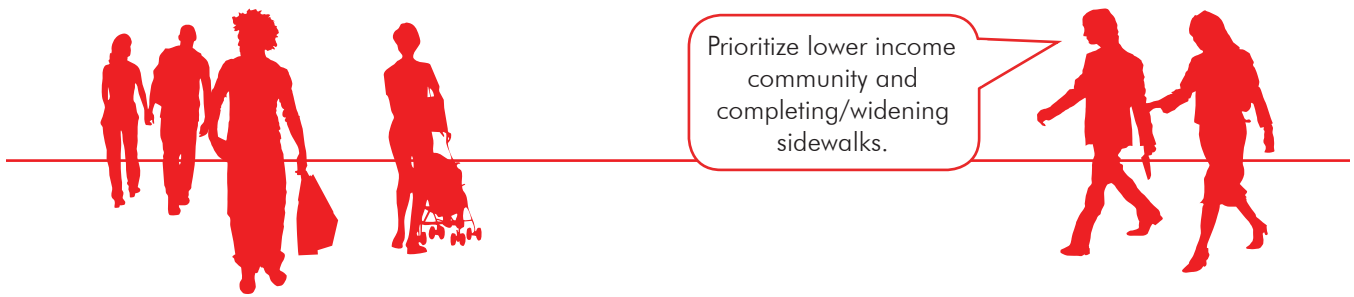 Prioritize lower income
community and
completing/widening
sidewalks.